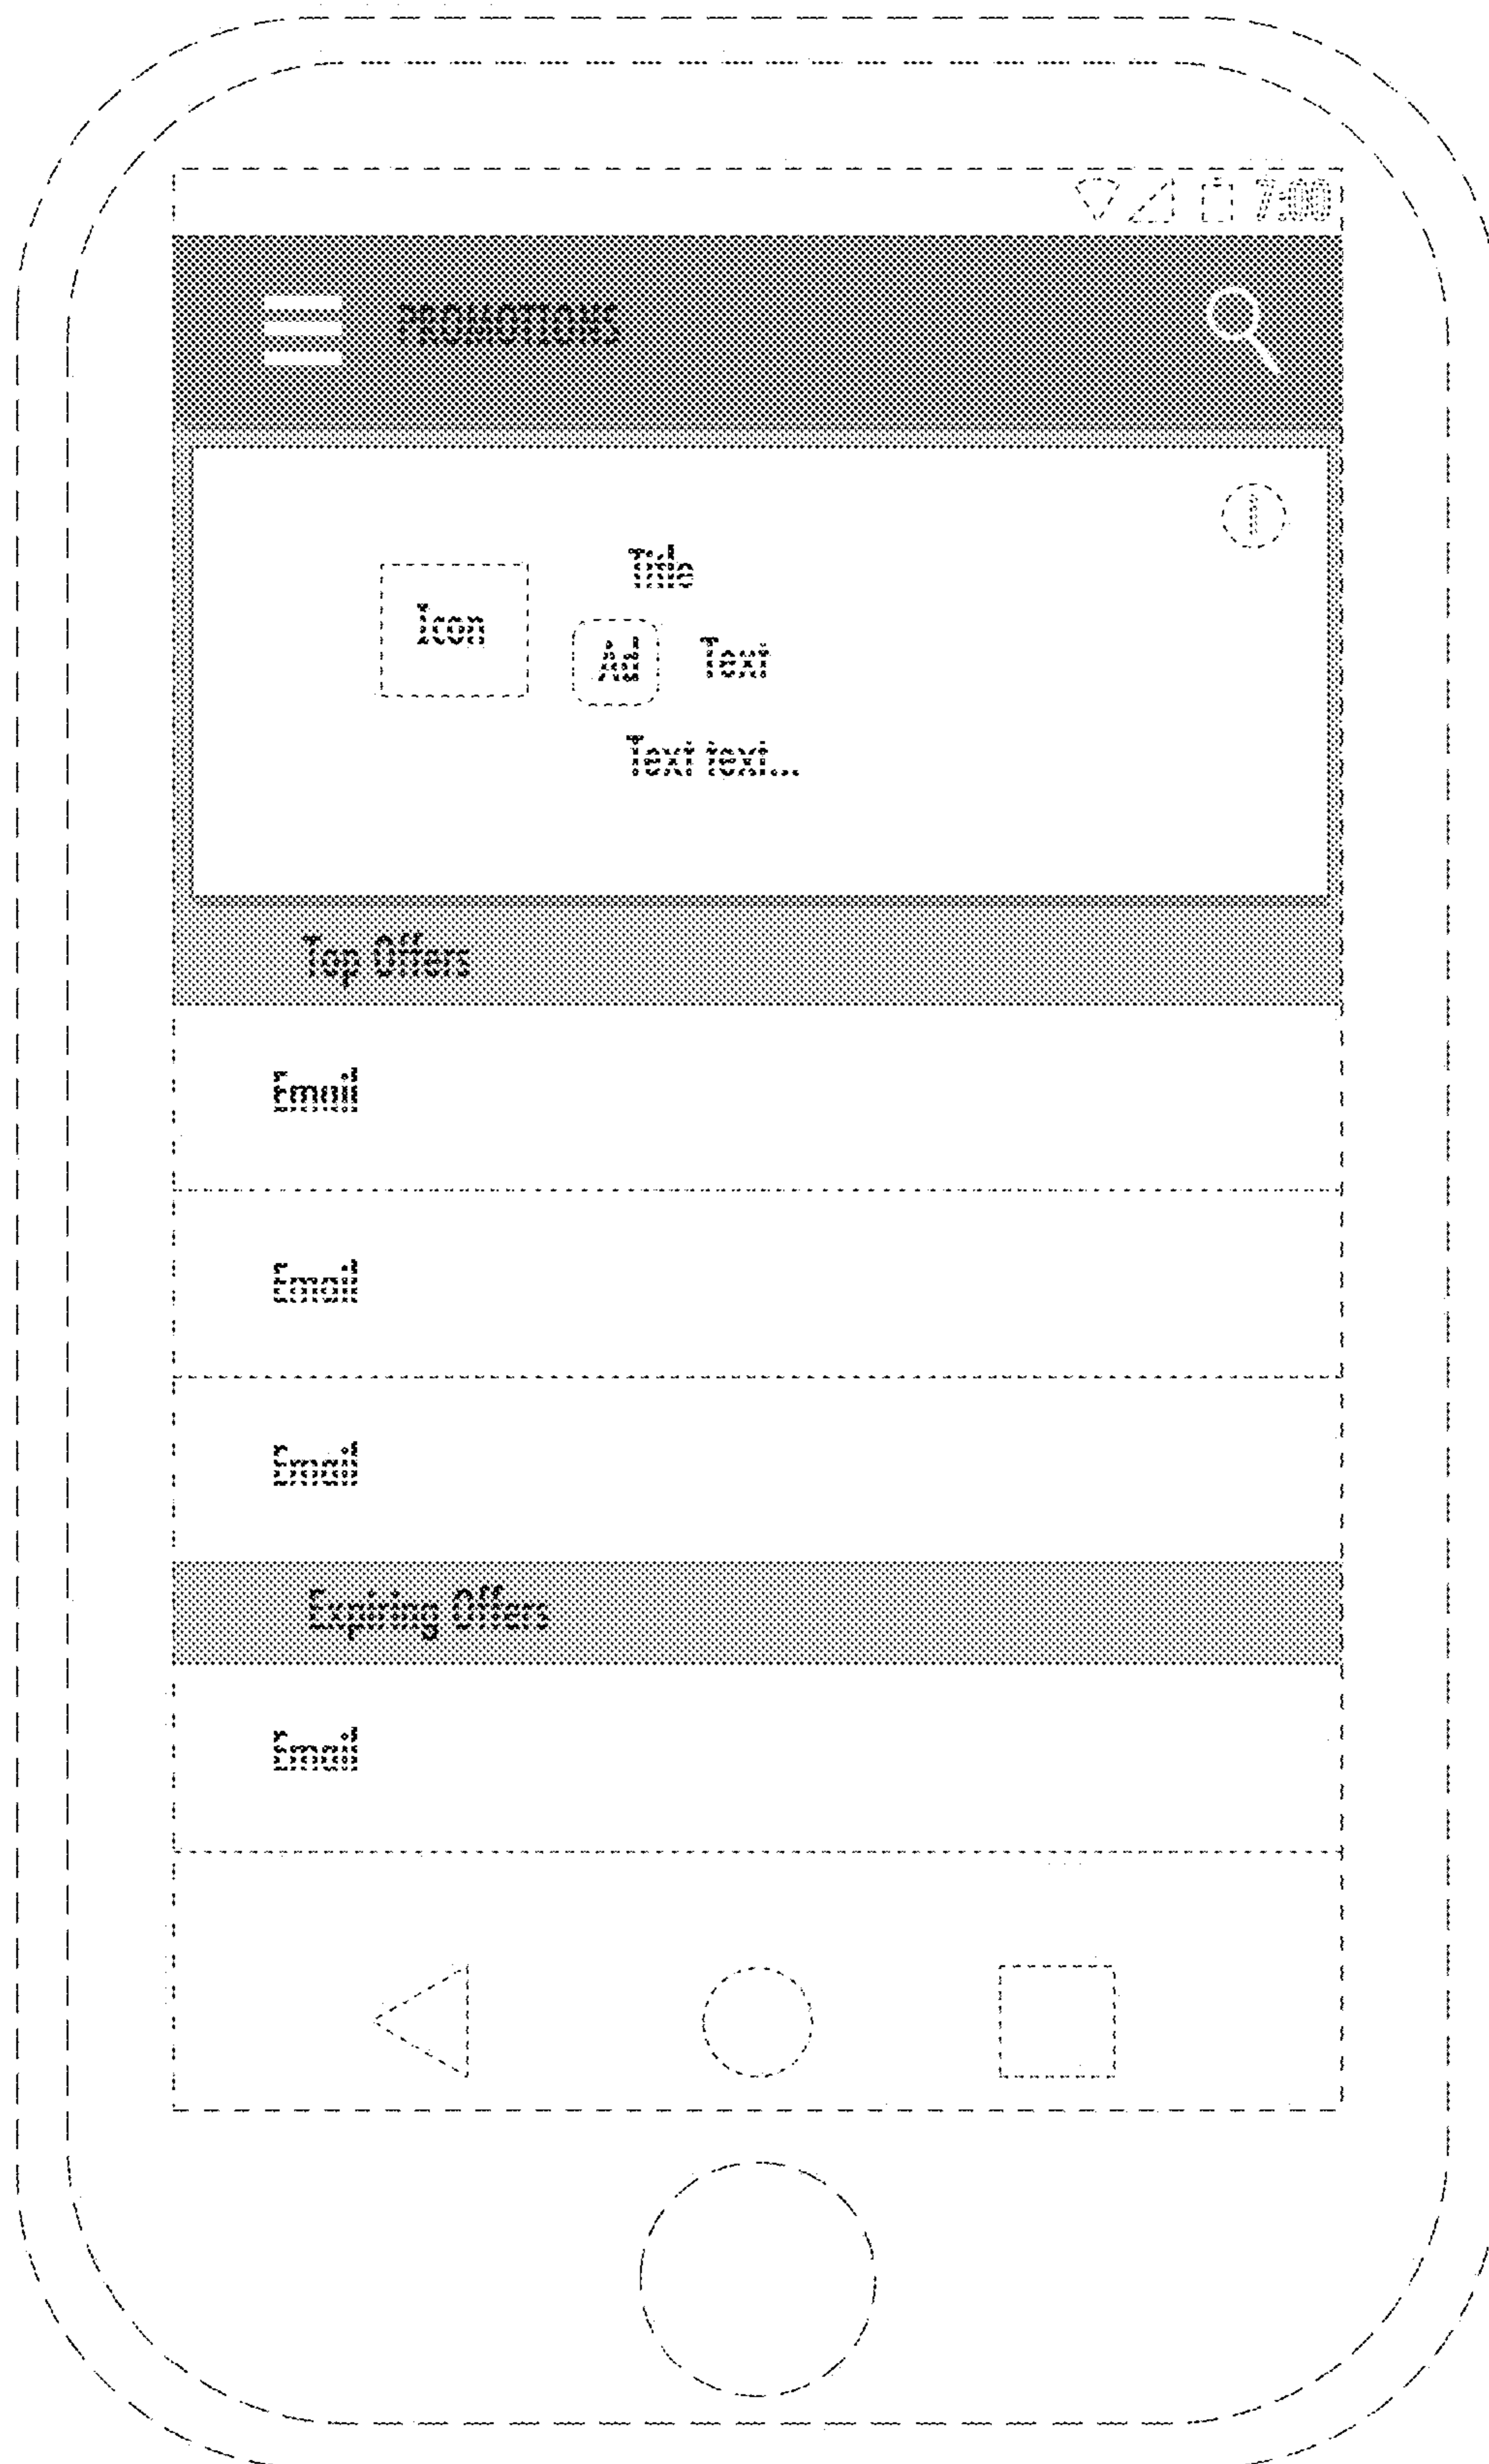 7:00
PROMOTIONS
i
Title
Icon
Ad Text
Text text...
Top Offers
Email
Email
Email
Expiring Offers
Email